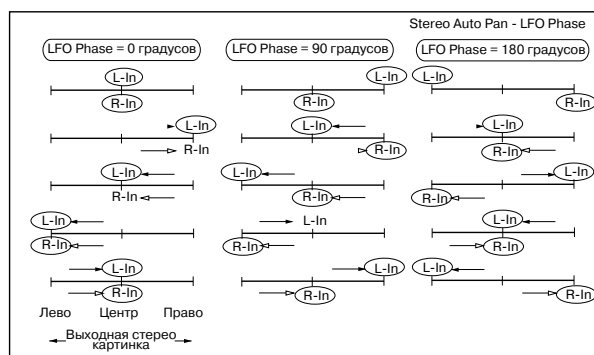 Stereo Auto Pan - LFO Phase
LFO Phase = 0 градусов LFO Phase = 90 градусов LFO Phase = 180 градусов
L-In L-In L-In
R-In R-In R-In
L-In L-In L-In
R-In R-In R-In
L-In L-In L-In
R-In R-In R-In
L-In L-In L-In
R-In R-In R-In
L-In L-In L-In
R-In R-In R-In
Лево Центр Право
Выходная стерео
картинка